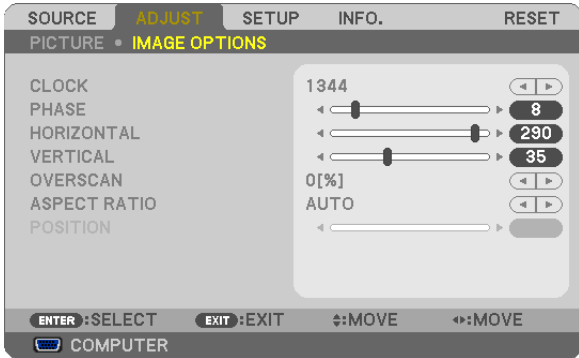 SOURCE ADJUST SETUP INFO. RESET
PICTURE • IMAGE OPTIONS
CLOCK 1344
PHASE 8
HORIZONTAL 290
VERTICAL 35
OVERSCAN 0[%]
ASPECT RATIO AUTO
POSITION
ENTER :SELECT EXIT :EXIT :MOVE :MOVE
COMPUTER